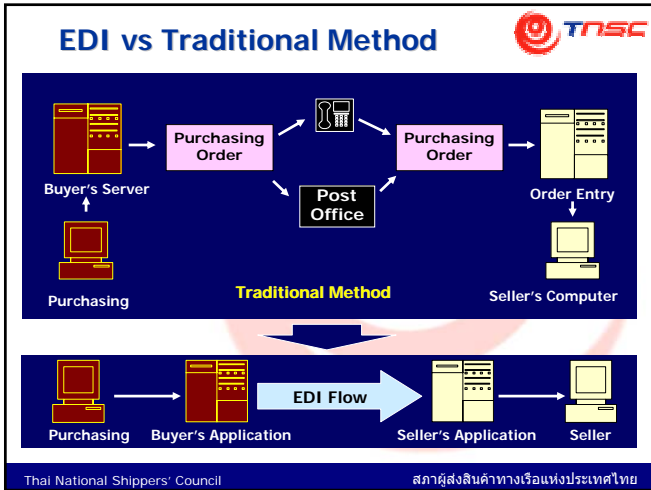 EDI vs Traditional Method
TNSC
Purchasing
Order
Purchasing
Order
Buyer's Server
Post
Office
Order Entry
Purchasing
Traditional Method
Seller's Computer
EDI Flow
Purchasing
Buyer's Application
Seller's Application
Seller
Thai National Shippers' Council
สภาผู้ส่งสินค้าทางเรือแห่งประเทศไทย